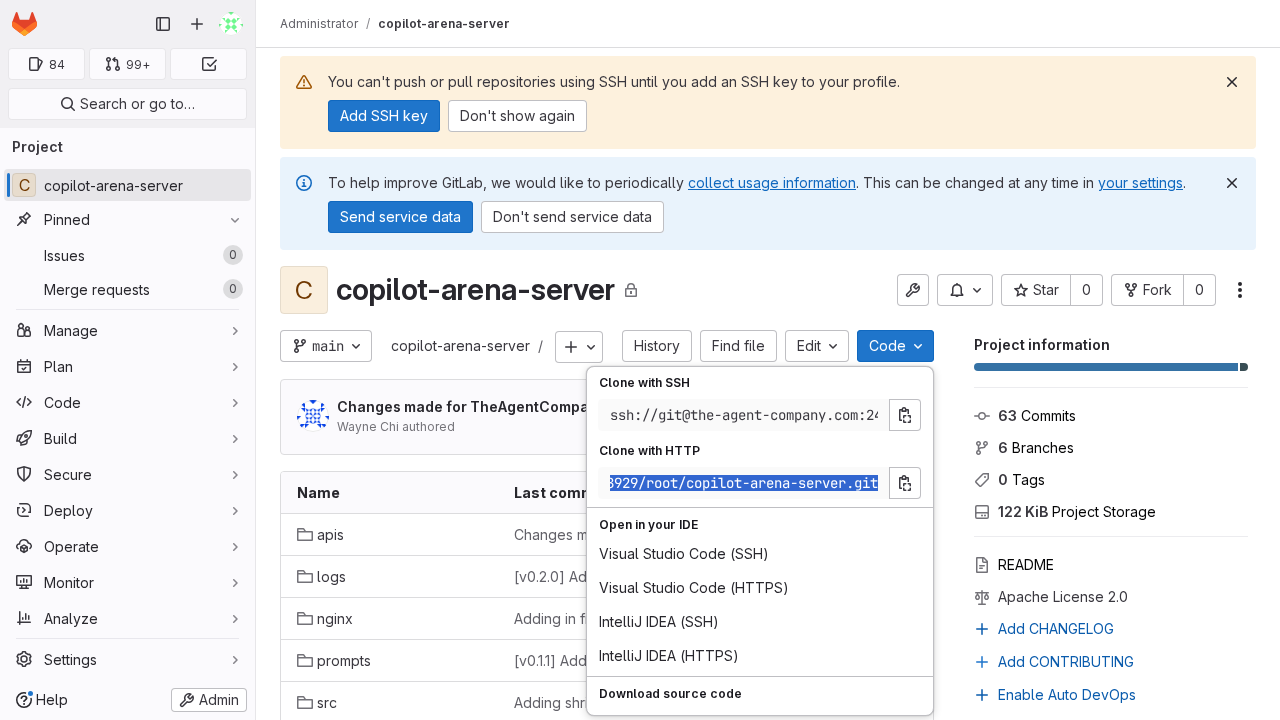 Administrator / copilot-arena-server
84
99+
Search or go to…
You can't push or pull repositories using SSH until you add an SSH key to your profile.
Add SSH key
Don't show again
Project
C copilot-arena-server
Pinned
Issues 0
Merge requests 0
Manage
Plan
Code
Build
Secure
Deploy
Operate
Monitor
Analyze
Settings
Help
Admin
To help improve GitLab, we would like to periodically collect usage information. This can be changed at any time in your settings.
Send service data
Don't send service data
C copilot-arena-server
Star 0
Fork 0
main
copilot-arena-server /
History
Find file
Edit
Code
Changes made for TheAgentCompa
Wayne Chi authored
Name Last comm
apis Changes m
logs [v0.2.0] Ad
nginx Adding in f
prompts [v0.1.1] Add
src Adding shr
Clone with SSH
ssh://git@the-agent-company.com:24
Clone with HTTP
8929/root/copilot-arena-server.git
Open in your IDE
Visual Studio Code (SSH)
Visual Studio Code (HTTPS)
IntelliJ IDEA (SSH)
IntelliJ IDEA (HTTPS)
Download source code
Project information
63 Commits
6 Branches
0 Tags
122 KiB Project Storage
README
Apache License 2.0
Add CHANGELOG
Add CONTRIBUTING
Enable Auto DevOps